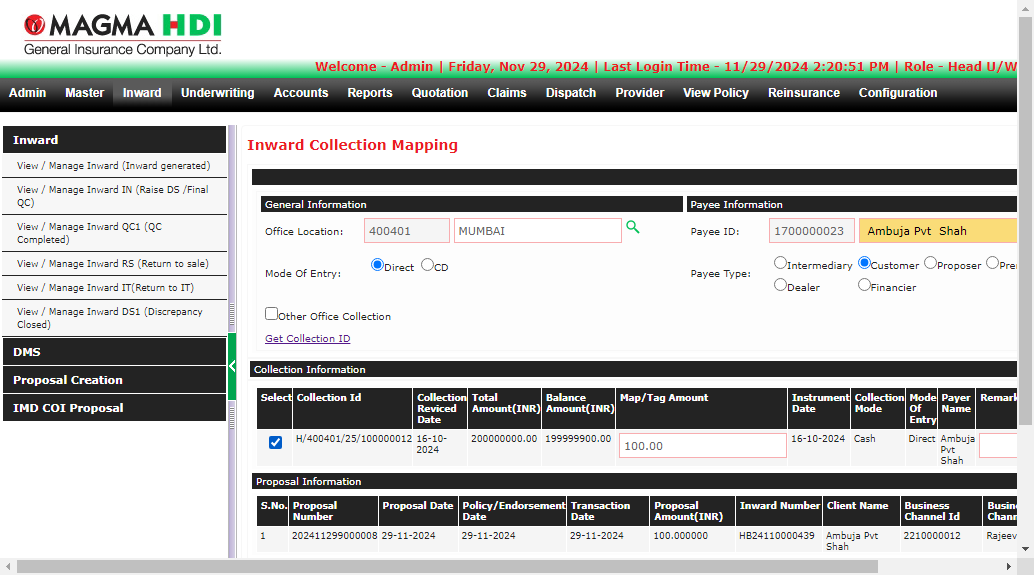 MAGMA HDI
General Insurance Company Ltd.
Welcome - Admin | Friday, Nov 29, 2024 | Last Login Time - 11/29/2024 2:20:51 PM | Role - Head U/W
Admin Master Inward Underwriting Accounts Reports Quotation Claims Dispatch Provider View Policy Reinsurance Configuration
Inward
View / Manage Inward (Inward generated)
View / Manage Inward IN (Raise DS /Final
QC)
View / Manage Inward QC1 (QC
Completed)
View / Manage Inward RS (Return to sale)
View / Manage Inward IT(Return to IT)
View / Manage Inward DS1 (Discrepancy
Closed)
DMS
Proposal Creation
IMD COI Proposal
Inward Collection Mapping
General Information
Office Location: 400401 MUMBAI
Mode Of Entry: Direct CD
Other Office Collection
Get Collection ID
Payee Information
Payee ID: 1700000023 Ambuja Pvt Shah
Payee Type: Intermediary Customer Proposer Pre
Dealer Financier
Collection Information
Select Collection Id Collection Reviced Date Total Amount(INR) Balance Amount(INR) Map/Tag Amount Instrument Date Collection Mode Mode Of Entry Payer Name Remark
H/400401/25/100000012 16-10-2024 200000000.00 199999900.00 100.00 16-10-2024 Cash Direct Ambuja Pvt Shah
Proposal Information
S.No. Proposal Number Proposal Date Policy/Endorsement Date Transaction Date Proposal Amount(INR) Inward Number Client Name Business Channel Id Busin Chann
1 202411299000008 29-11-2024 29-11-2024 29-11-2024 100.000000 HB24110000439 Ambuja Pvt Shah 2210000012 Rajeev